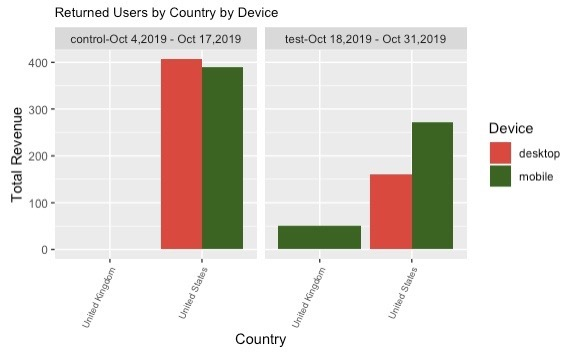 Returned Users by Country by Device
control-Oct 4,2019 - Oct 17,2019
test-Oct 18,2019 - Oct 31,2019
400
300
200
100
0
Total Revenue
United Kingdom
United States
United Kingdom
United States
Country
Device
desktop
mobile